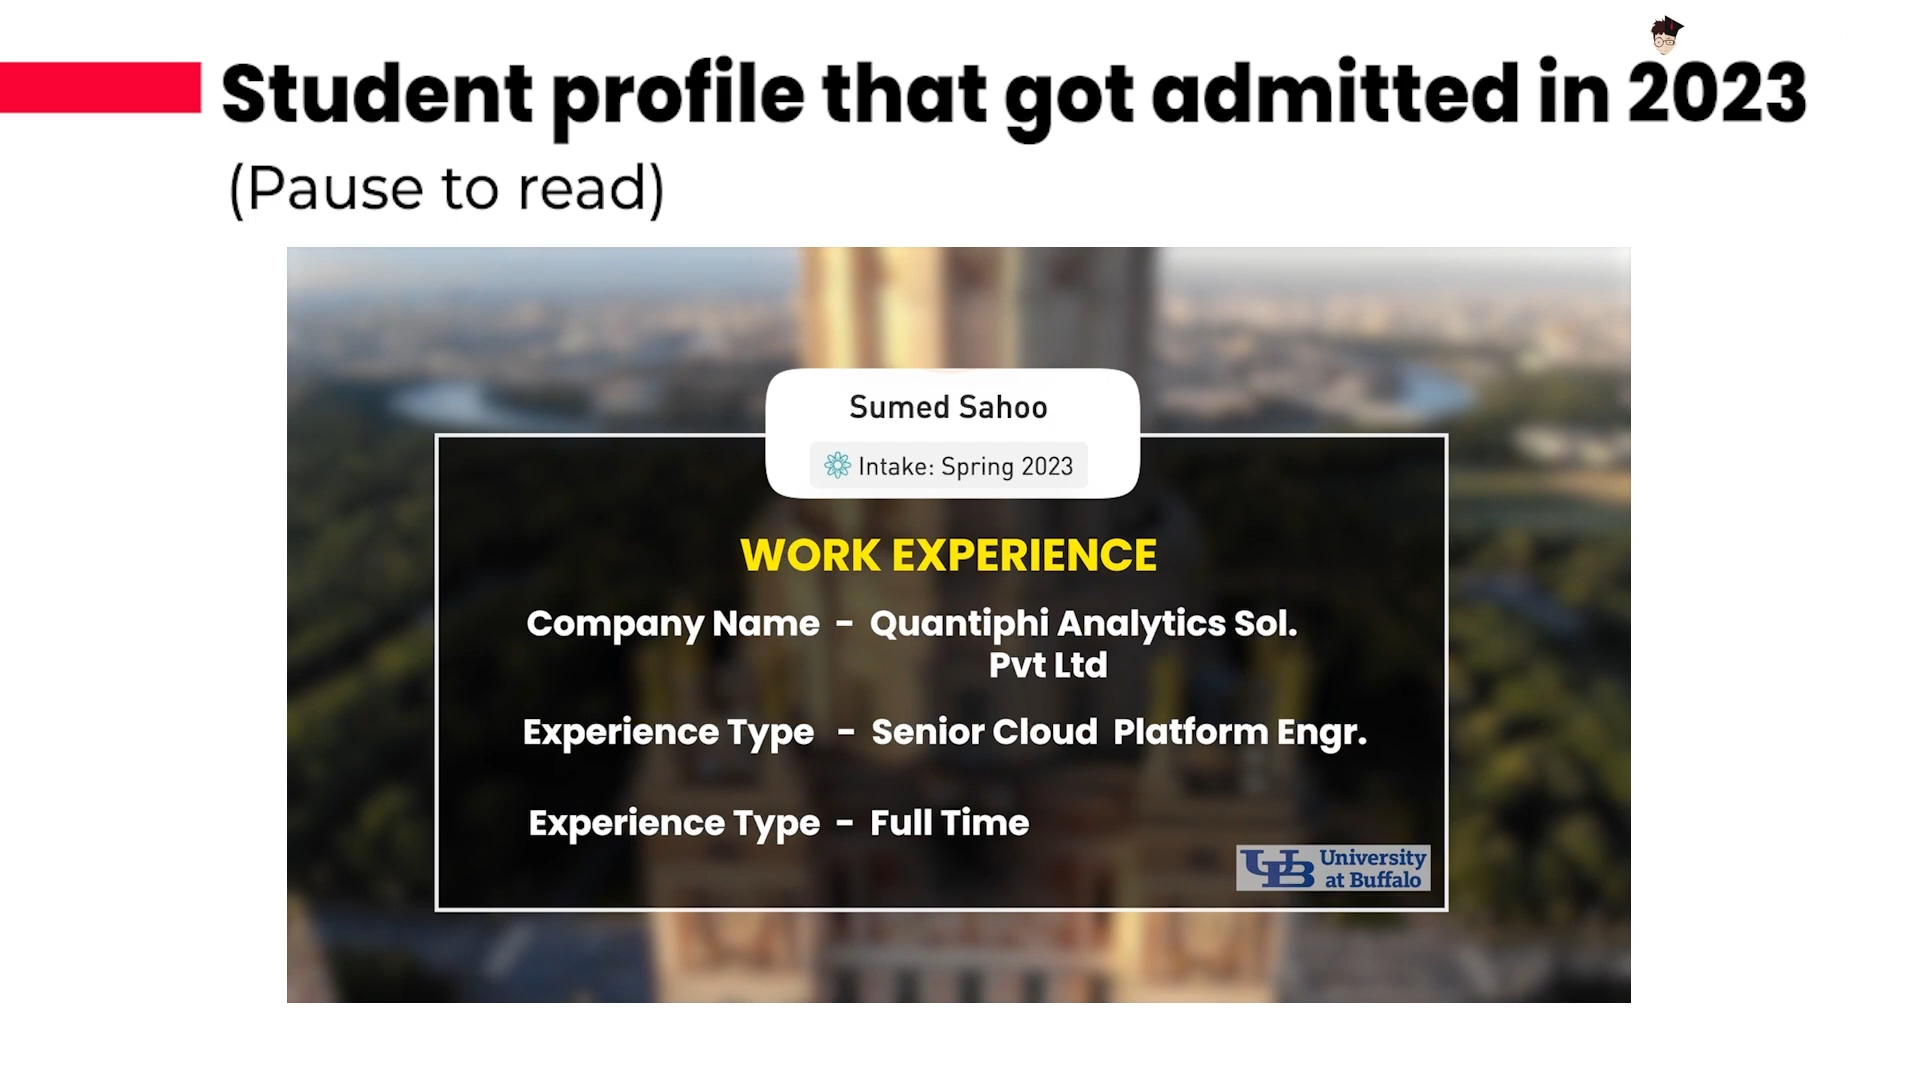 Student profile that got admitted in 2023
(Pause to read)
Sumed Sahoo
Intake: Spring 2023
WORK EXPERIENCE
Company Name - Quantiphi Analytics Sol.
Pvt Ltd
Experience Type - Senior Cloud Platform Engr.
Experience Type - Full Time
UB University
at Buffalo